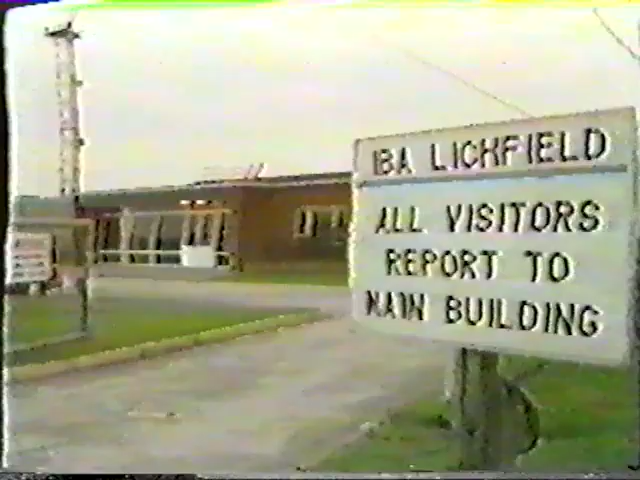 IBA LICHFIELD
ALL VISITORS
REPORT TO
MAIN BUILDING